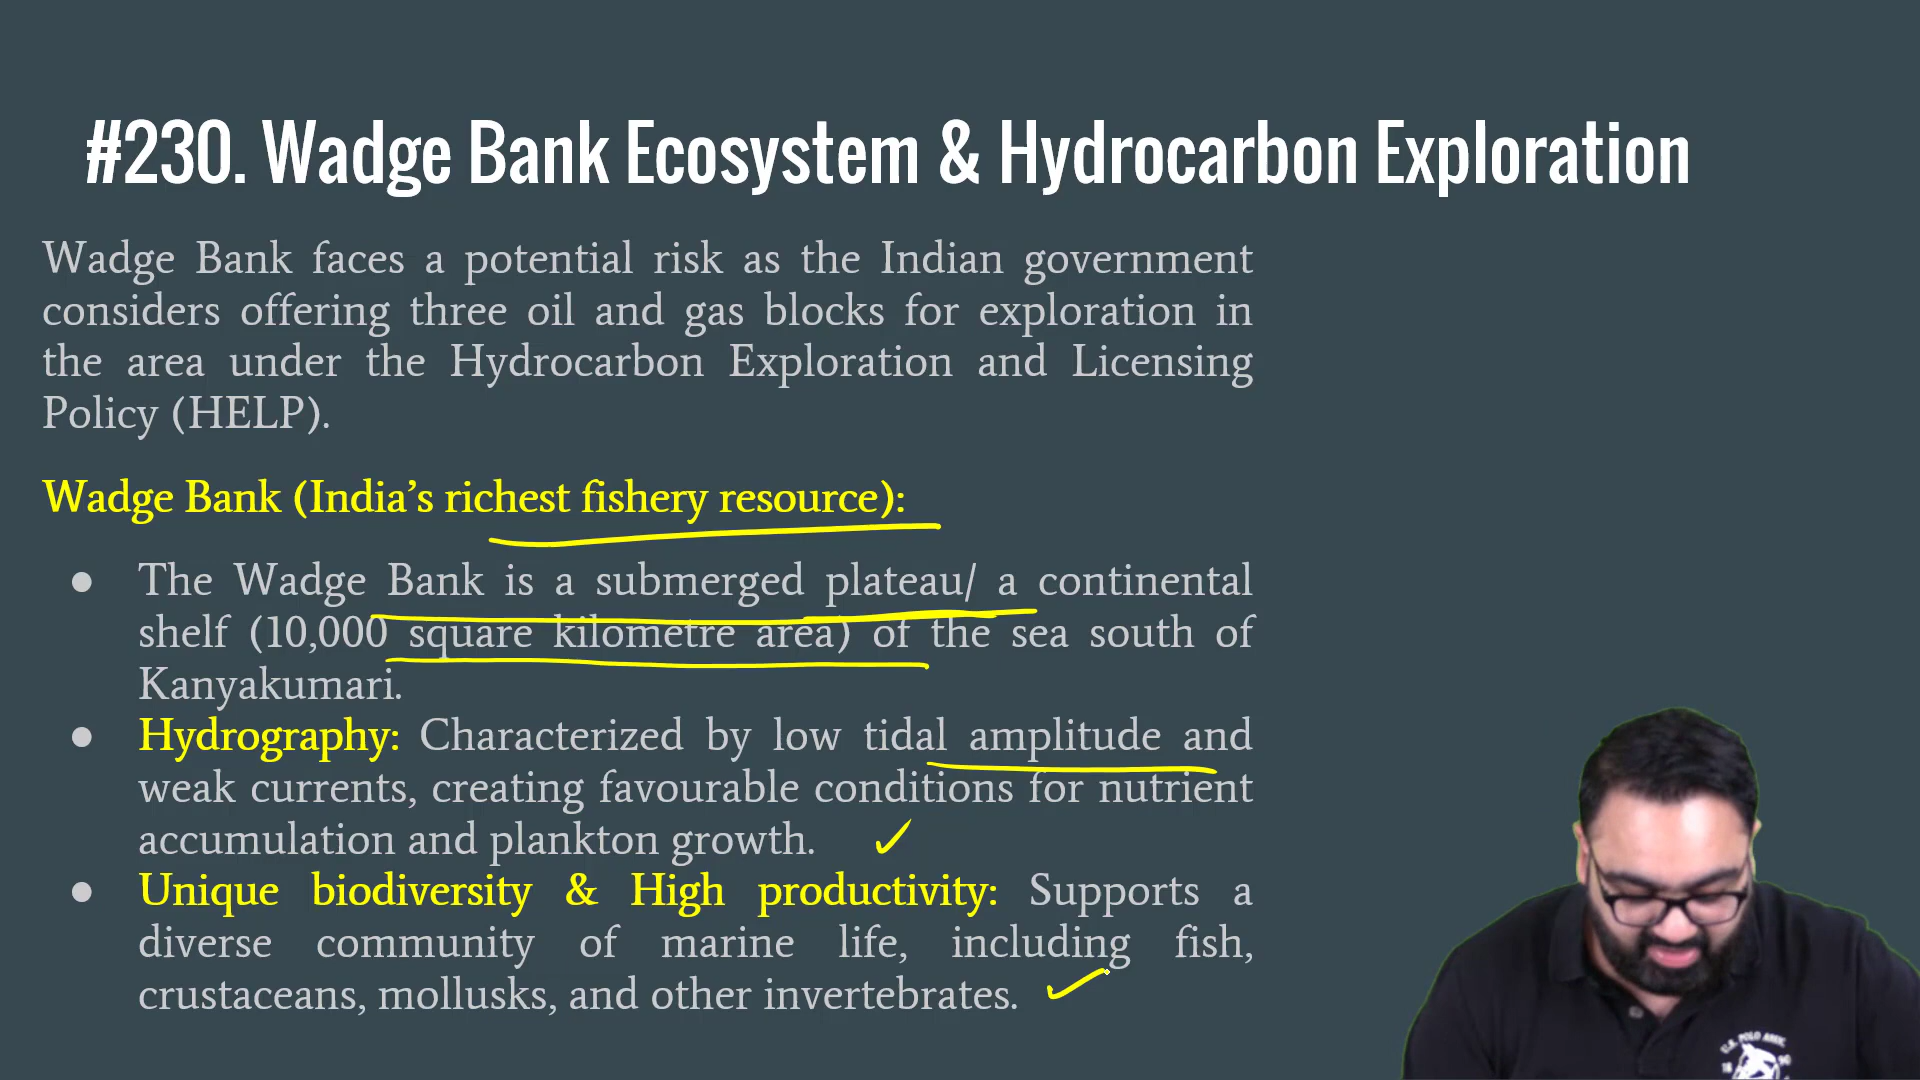 #230. Wadge Bank Ecosystem & Hydrocarbon Exploration
Wadge Bank faces a potential risk as the Indian government
considers offering three oil and gas blocks for exploration in
the area under the Hydrocarbon Exploration and Licensing
Policy (HELP).
Wadge Bank (India’s richest fishery resource):
● The Wadge Bank is a submerged plateau/ a continental
shelf (10,000 square kilometre area) of the sea south of
Kanyakumari.
● Hydrography: Characterized by low tidal amplitude and
weak currents, creating favourable conditions for nutrient
accumulation and plankton growth.
● Unique biodiversity & High productivity: Supports a
diverse community of marine life, including fish,
crustaceans, mollusks, and other invertebrates.
U.S. POLO ASSN.
18 90